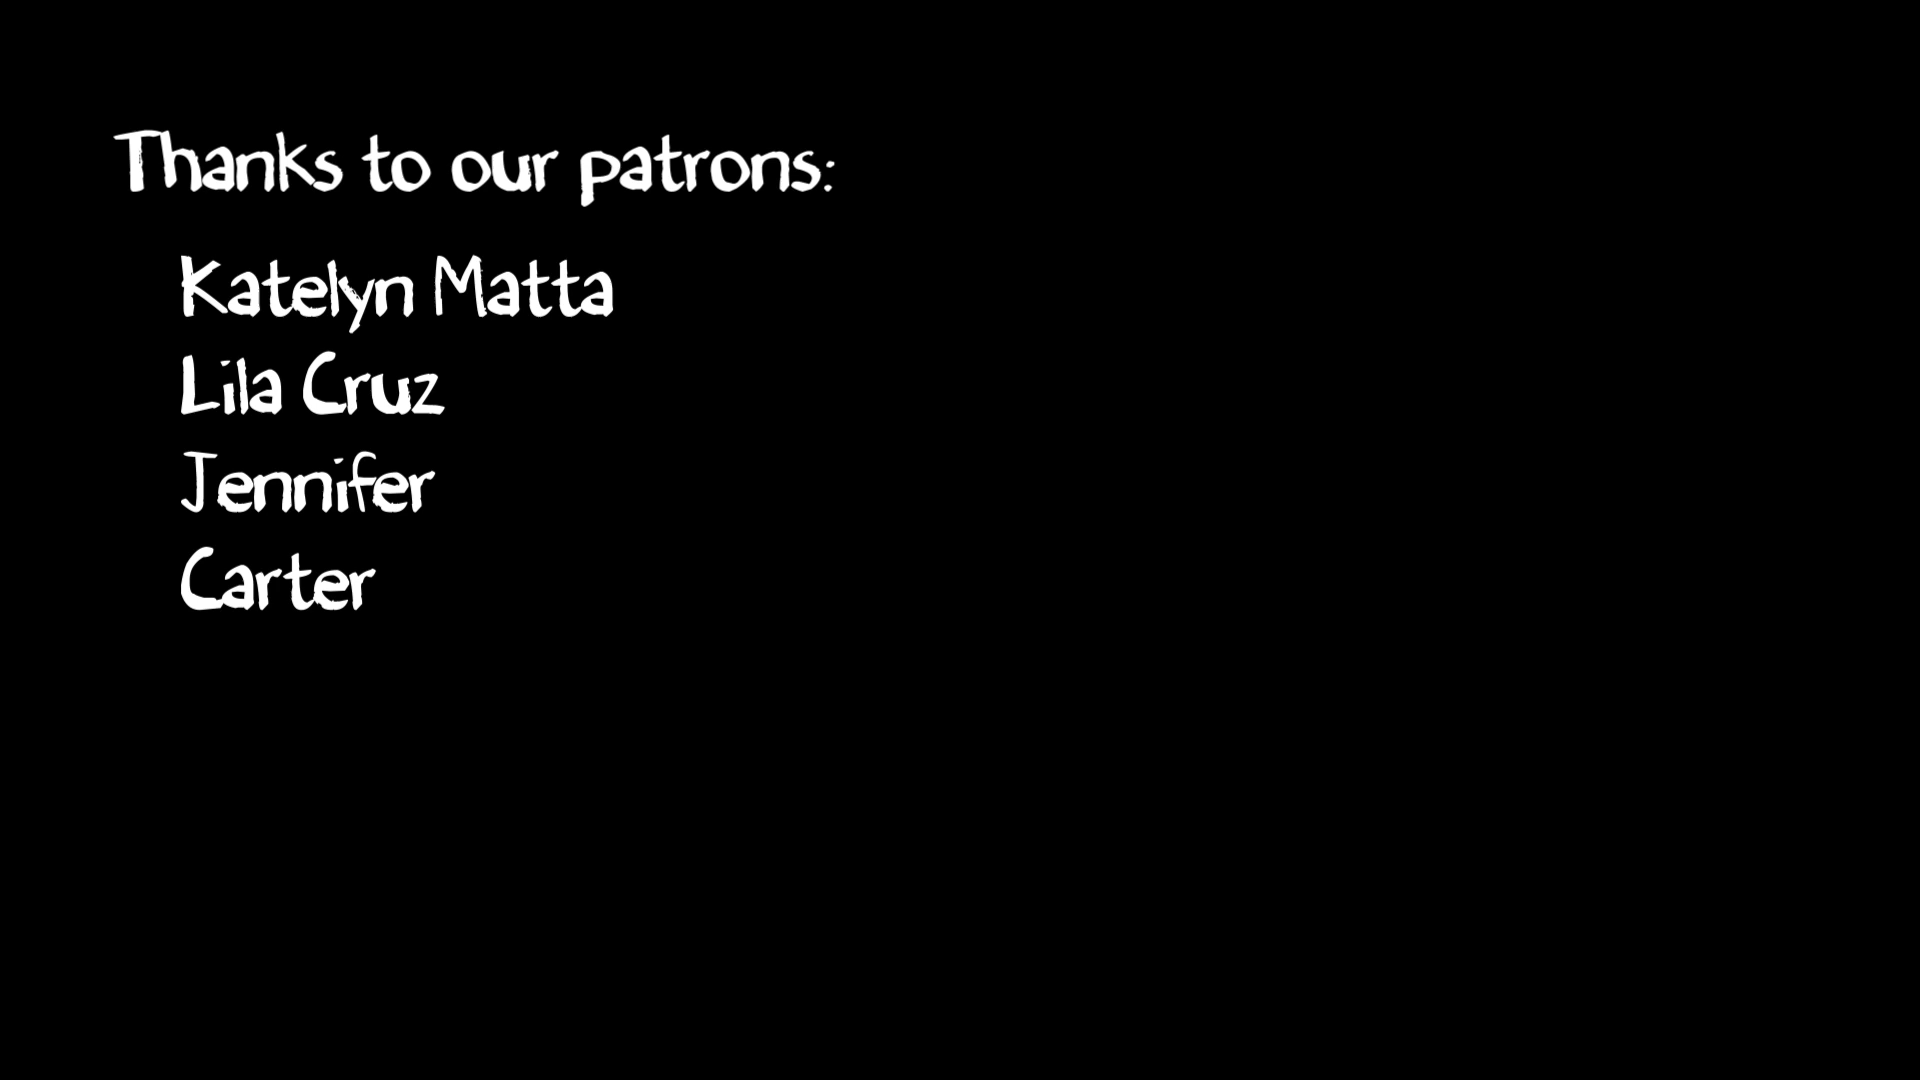 Thanks to our patrons:
Katelyn Matta
Lila Cruz
Jennifer
Carter